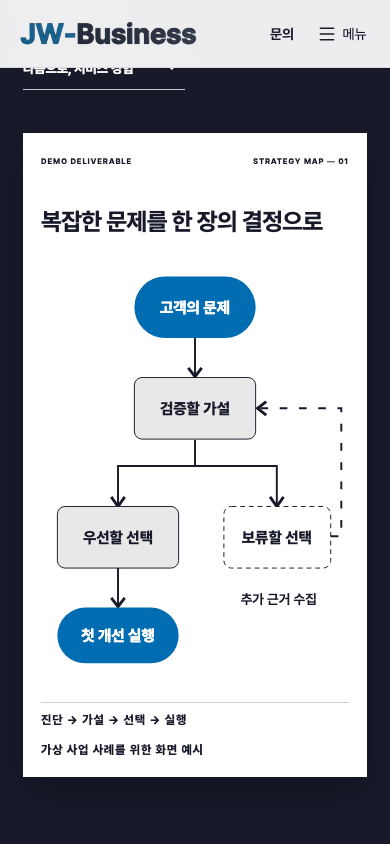 JW-Business
문의
메뉴
DEMO DELIVERABLE
STRATEGY MAP — 01
복잡한 문제를 한 장의 결정으로
고객의 문제
검증할 가설
우선할 선택
보류할 선택
추가 근거 수집
첫 개선 실행
진단 → 가설 → 선택 → 실행
가상 사업 사례를 위한 화면 예시